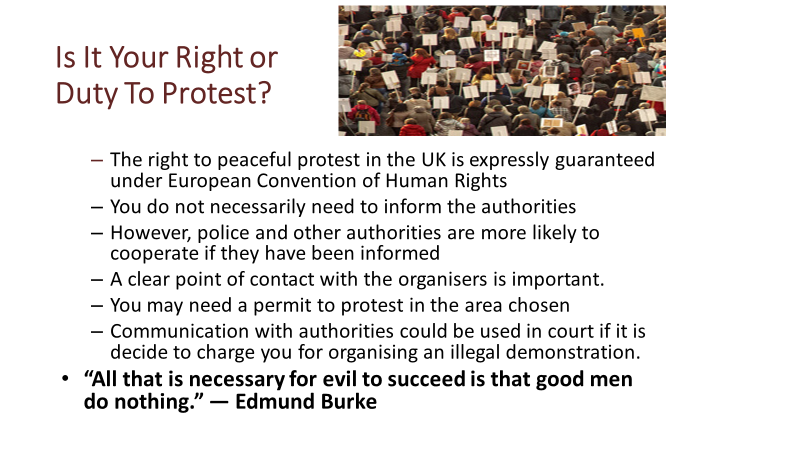 Is It Your Right or
Duty To Protest?
– The right to peaceful protest in the UK is expressly guaranteed
under European Convention of Human Rights
– You do not necessarily need to inform the authorities
– However, police and other authorities are more likely to
cooperate if they have been informed
– A clear point of contact with the organisers is important.
– You may need a permit to protest in the area chosen
– Communication with authorities could be used in court if it is
decide to charge you for organising an illegal demonstration.
• “All that is necessary for evil to succeed is that good men
do nothing.” — Edmund Burke